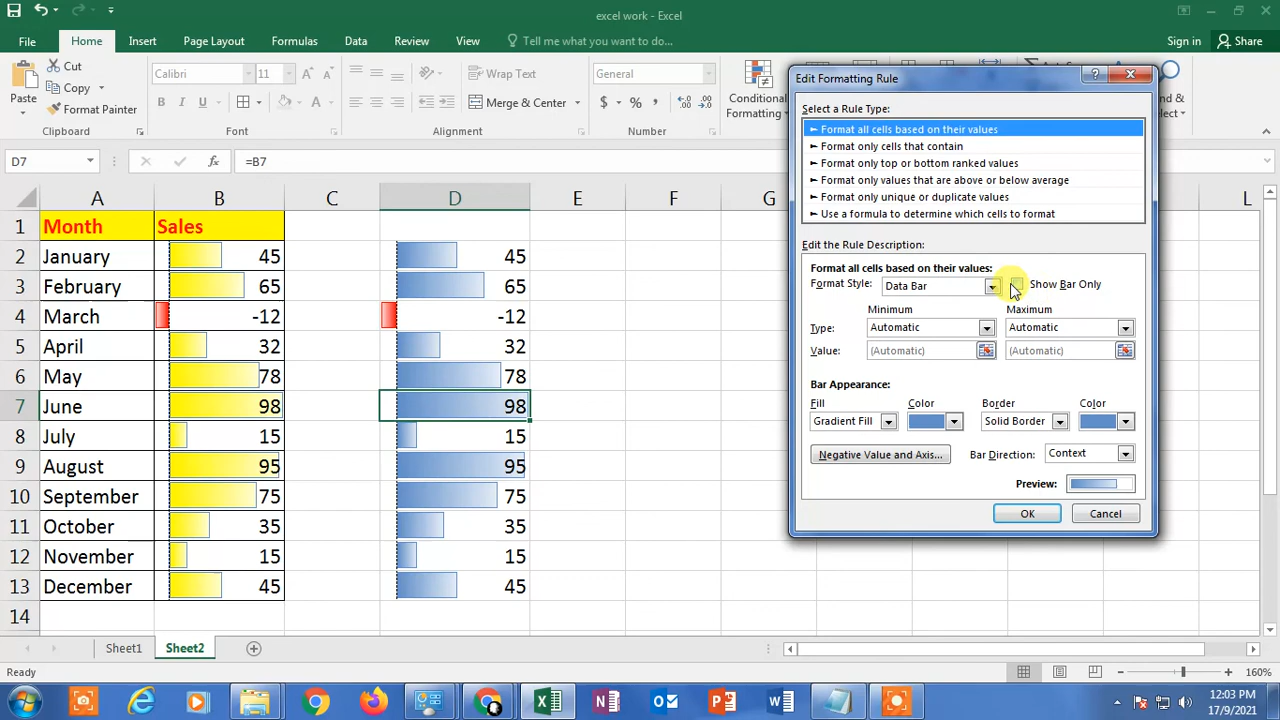 excel work - Excel
File Home Insert Page Layout Formulas Data Review View Tell me what you want to do... Sign in Share
Paste Cut Copy Format Painter Clipboard
Calibri 11 B I U A Font
Wrap Text Merge & Center Alignment
General $ % , Number
Conditional Formatting
D7 =B7
A B C D E F G L
1 Month Sales
2 January 45 45
3 February 65 65
4 March -12 -12
5 April 32 32
6 May 78 78
7 June 98 98
8 July 15 15
9 August 95 95
10 September 75 75
11 October 35 35
12 November 15 15
13 December 45 45
14
Edit Formatting Rule
Select a Rule Type:
► Format all cells based on their values
► Format only cells that contain
► Format only top or bottom ranked values
► Format only values that are above or below average
► Format only unique or duplicate values
► Use a formula to determine which cells to format
Edit the Rule Description:
Format all cells based on their values:
Format Style: Data Bar Show Bar Only
Minimum Maximum
Type: Automatic Automatic
Value: (Automatic) (Automatic)
Bar Appearance:
Fill Color Border Color
Gradient Fill Solid Border
Negative Value and Axis... Bar Direction: Context
Preview:
OK Cancel
Sheet1 Sheet2
Ready 160%
12:03 PM
17/9/2021